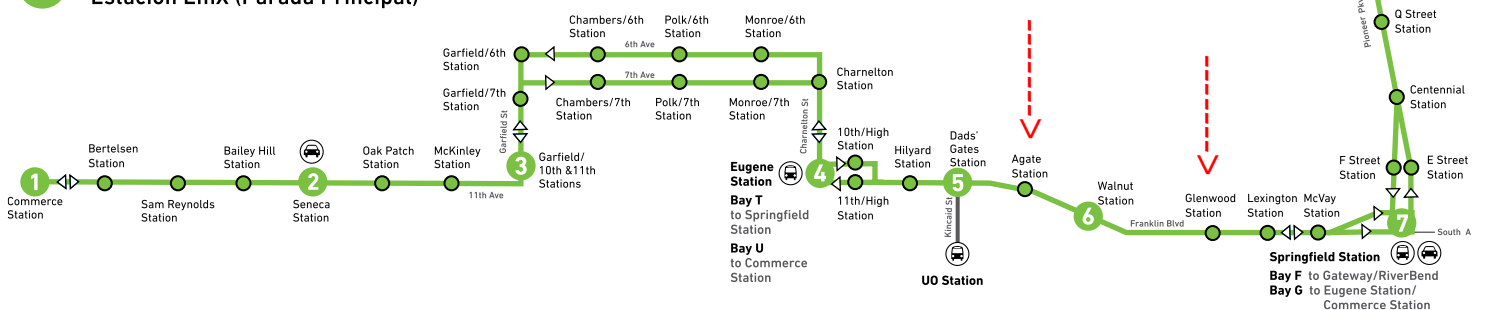 Estación EmX (Parada Principal)
Q Street
Station
Pioneer Pkwy
Centennial
Station
F Street
Station
E Street
Station
7
South A
Springfield Station
Bay F to Gateway/RiverBend
Bay G to Eugene Station/
Commerce Station
1
Commerce
Station
Bertelsen
Station
Sam Reynolds
Station
Bailey Hill
Station
2
Seneca
Station
Oak Patch
Station
McKinley
Station
11th Ave
3
Garfield/
10th &11th
Stations
Garfield St
Garfield/7th
Station
Garfield/6th
Station
Chambers/6th
Station
Polk/6th
Station
Monroe/6th
Station
6th Ave
7th Ave
Chambers/7th
Station
Polk/7th
Station
Monroe/7th
Station
Charnelton
Station
Charnelton St
4
Eugene
Station
Bay T
to Springfield
Station
Bay U
to Commerce
Station
10th/High
Station
11th/High
Station
Hilyard
Station
Dads'
Gates
Station
5
Kincaid St
UO Station
Agate
Station
6
Walnut
Station
Franklin Blvd
Glenwood
Station
Lexington
Station
McVay
Station